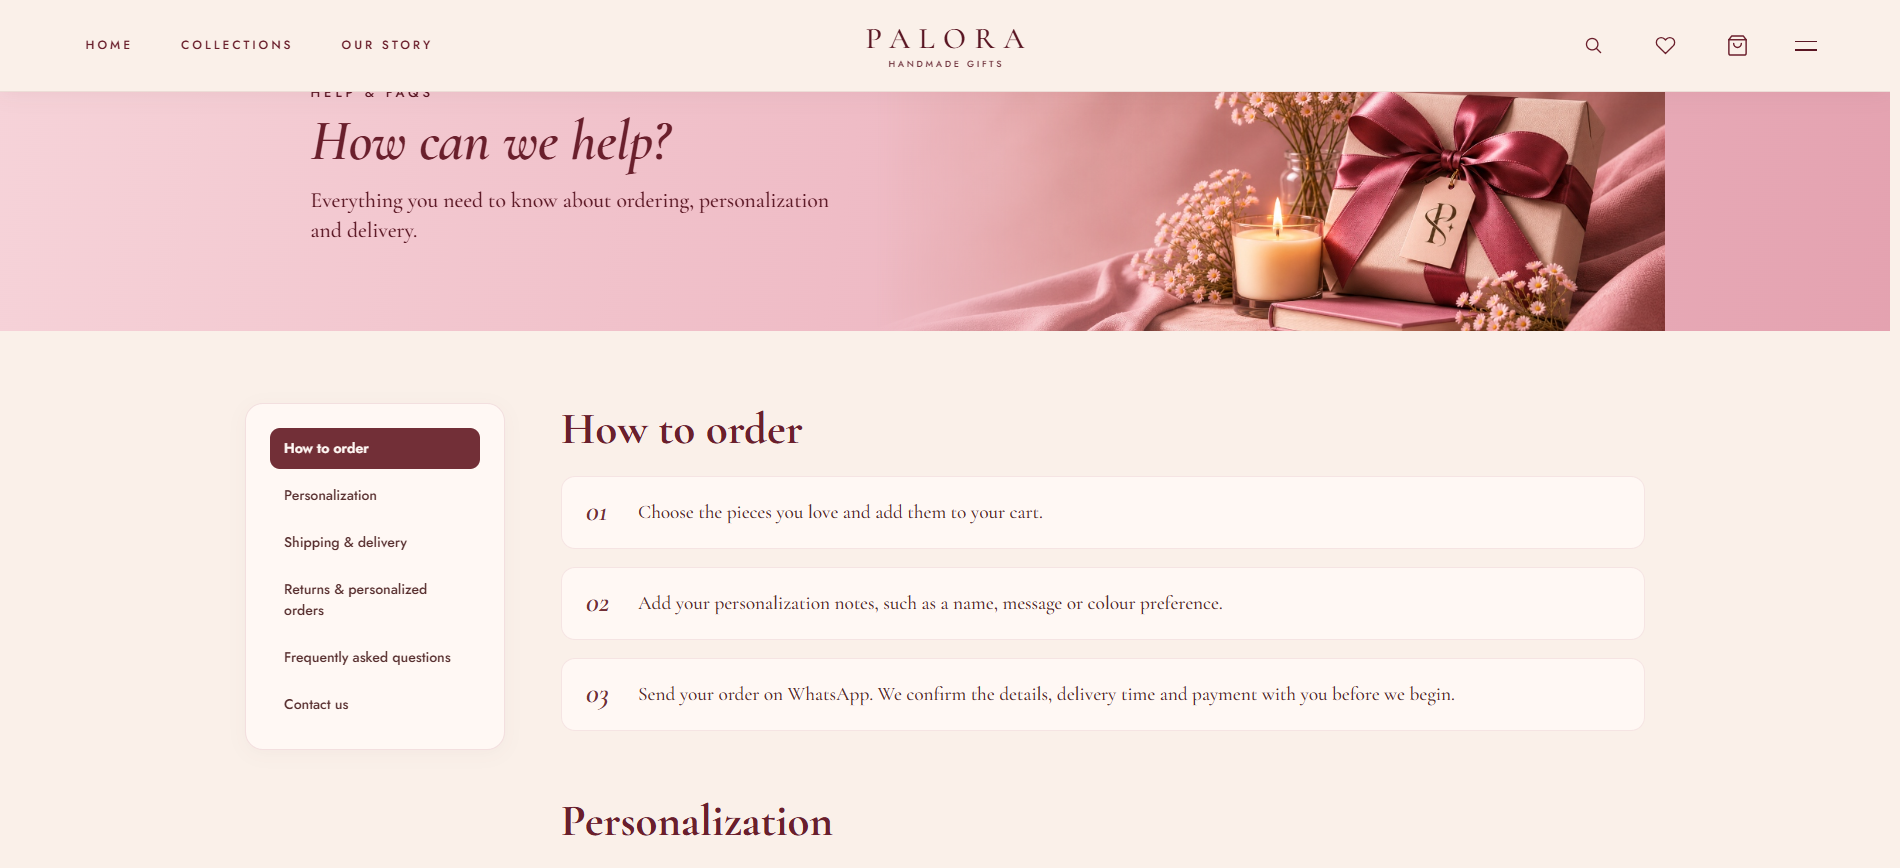 HOME
COLLECTIONS
OUR STORY
PALORA
HANDMADE GIFTS
HELP & FAQS
How can we help?
Everything you need to know about ordering, personalization
and delivery.
How to order
Personalization
Shipping & delivery
Returns & personalized
orders
Frequently asked questions
Contact us
How to order
01 Choose the pieces you love and add them to your cart.
02 Add your personalization notes, such as a name, message or colour preference.
03 Send your order on WhatsApp. We confirm the details, delivery time and payment with you before we begin.
Personalization